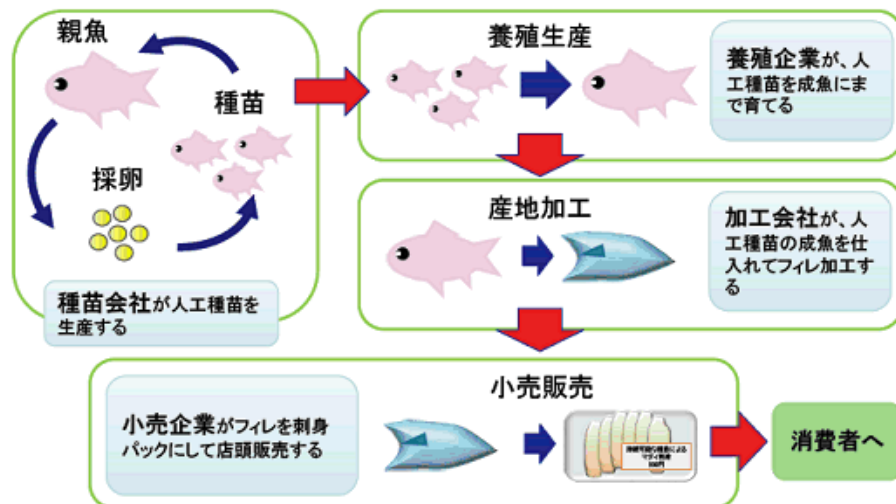 親魚
種苗
採卵
種苗会社が人工種苗を
生産する
養殖生産
養殖企業が、人
工種苗を成魚にま
で育てる
産地加工
加工会社が、人
工種苗の成魚を仕
入れてフィレ加工す
る
小売販売
小売企業がフィレを刺身
パックにして店頭販売する
消費者へ